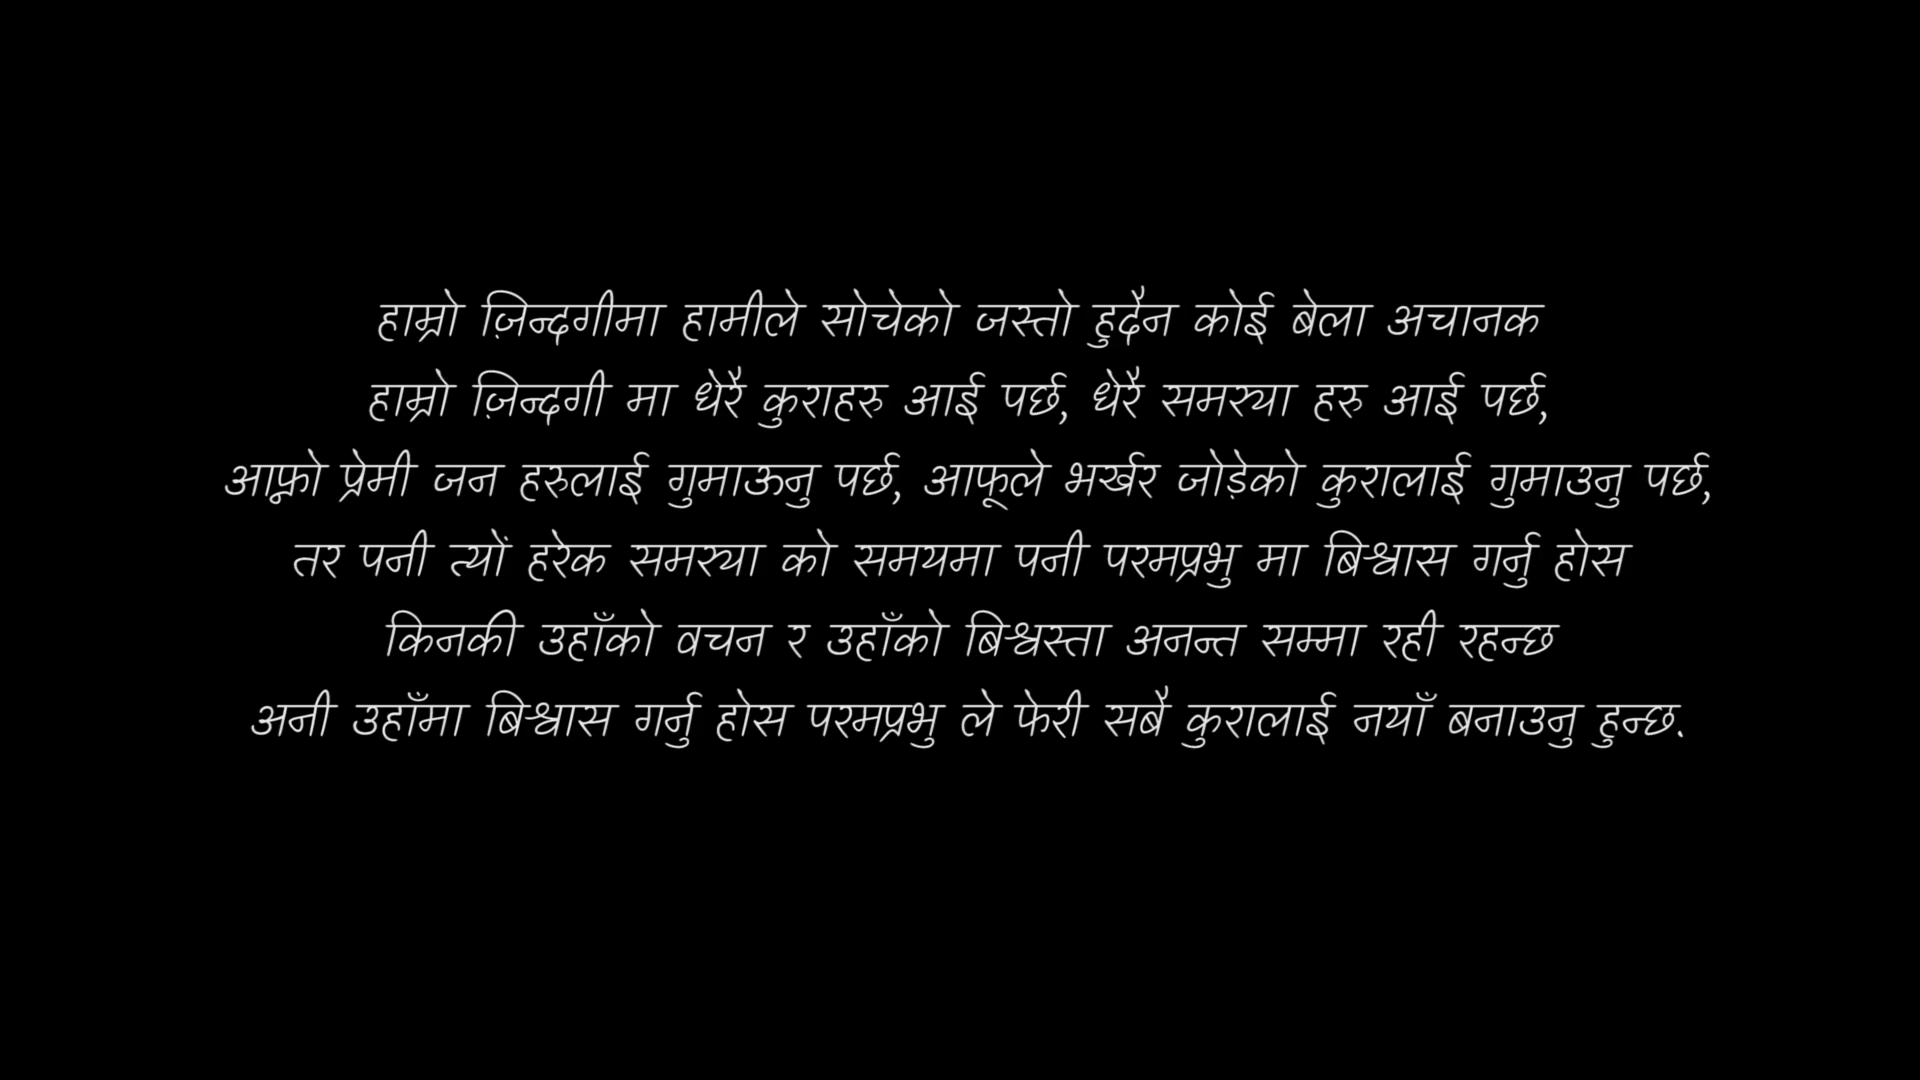 हाम्रो ज़िन्दगीमा हामीले सोचेको जस्तो हुदैन कोई बेला अचानक
हाम्रो ज़िन्दगी मा धेरै कुराहरु आई पर्छ, धेरै समस्या हरु आई पर्छ,
आफ्नो प्रेमी जन हरुलाई गुमाऊनु पर्छ, आफूले भर्खर जोड़ेको कुरालाई गुमाउनु पर्छ,
तर पनी त्यों हरेक समस्या को समयमा पनी परमप्रभु मा बिश्वास गर्नु होस
किनकी उहाँको वचन र उहाँको बिश्वस्ता अनन्त सम्मा रही रहन्छ
अनी उहाँमा बिश्वास गर्नु होस परमप्रभु ले फेरी सबै कुरालाई नयाँ बनाउनु हुन्छ.